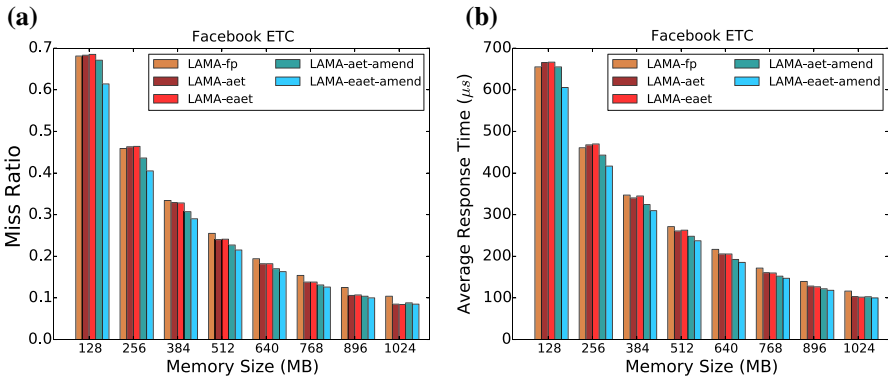 (a)
Facebook ETC
Miss Ratio
0.7
0.6
0.5
0.4
0.3
0.2
0.1
0.0
LAMA-fp
LAMA-aet
LAMA-eaet
LAMA-aet-amend
LAMA-eaet-amend
128 256 384 512 640 768 896 1024
Memory Size (MB)
(b)
Facebook ETC
Average Response Time (μs)
700
600
500
400
300
200
100
0
LAMA-fp
LAMA-aet
LAMA-eaet
LAMA-aet-amend
LAMA-eaet-amend
128 256 384 512 640 768 896 1024
Memory Size (MB)